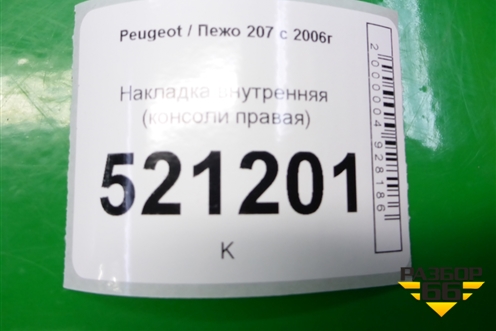 Peugeot / Пежо 207 с 2006г
Накладка внутренняя
(консоли правая)
521201
К
2000004928186
РАЗБОР
66